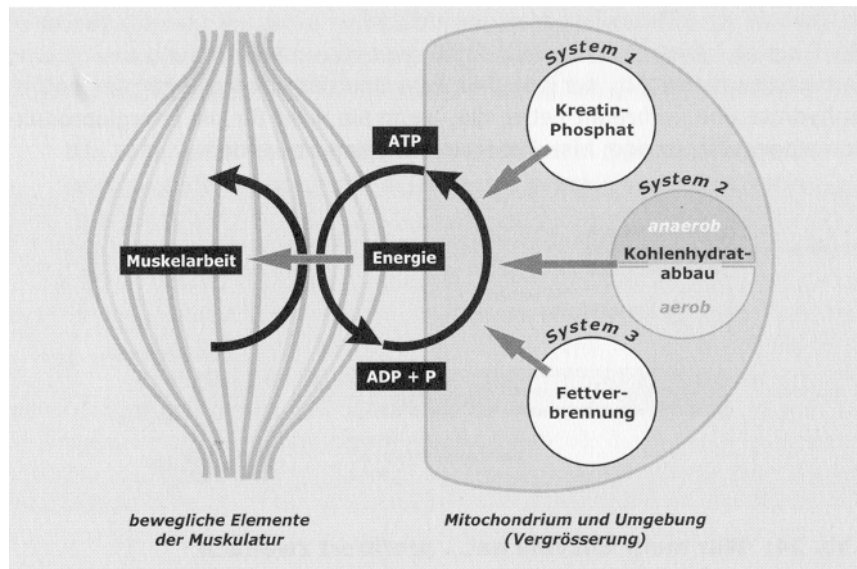 System 1
Kreatin-
Phosphat
ATP
System 2
anaerob
Muskelarbeit
Energie
Kohlenhydrat-
abbau
aerob
System 3
ADP + P
Fettver-
brennung
bewegliche Elemente
der Muskulatur
Mitochondrium und Umgebung
(Vergrösserung)